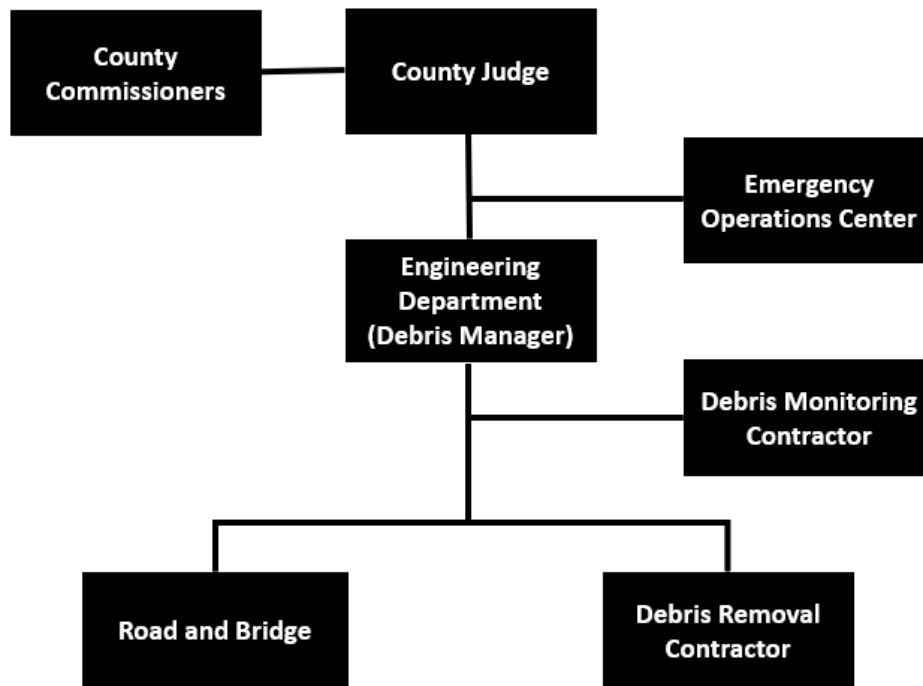 County
Commissioners
County Judge
Emergency
Operations Center
Engineering
Department
(Debris Manager)
Debris Monitoring
Contractor
Road and Bridge
Debris Removal
Contractor